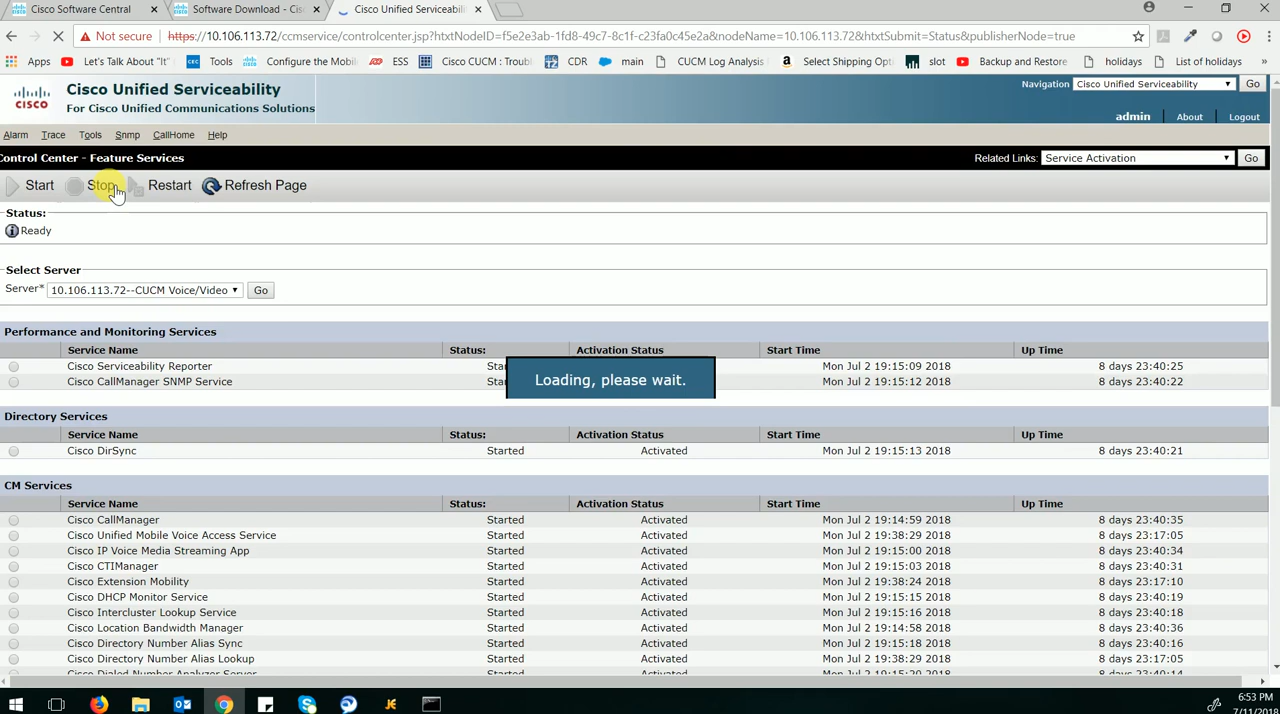 Cisco Software Central
Software Download - Cis
Cisco Unified Serviceabili
Not secure https://10.106.113.72/ccmservice/controlcenter.jsp?htxtNodeID=f5e2e3ab-1fd8-49c7-8c1f-c23fa0c45e2a&nodeName=10.106.113.72&htxtSubmit=Status&publisherNode=true
Apps Let's Talk About "It" CEC Tools Configure the Mobil ESS Cisco CUCM : Troubl CDR main CUCM Log Analysis Select Shipping Opti slot Backup and Restore holidays List of holidays
cisco
Cisco Unified Serviceability
For Cisco Unified Communications Solutions
Navigation Cisco Unified Serviceability Go
admin About Logout
Alarm Trace Tools Snmp CallHome Help
Control Center - Feature Services
Related Links: Service Activation Go
Start Stop Restart Refresh Page
Status:
Ready
Select Server
Server* 10.106.113.72--CUCM Voice/Video Go
Performance and Monitoring Services
Service Name Status: Activation Status Start Time Up Time
Cisco Serviceability Reporter Star Mon Jul 2 19:15:09 2018 8 days 23:40:25
Cisco CallManager SNMP Service Star Mon Jul 2 19:15:12 2018 8 days 23:40:22
Loading, please wait.
Directory Services
Service Name Status: Activation Status Start Time Up Time
Cisco DirSync Started Activated Mon Jul 2 19:15:13 2018 8 days 23:40:21
CM Services
Service Name Status: Activation Status Start Time Up Time
Cisco CallManager Started Activated Mon Jul 2 19:14:59 2018 8 days 23:40:35
Cisco Unified Mobile Voice Access Service Started Activated Mon Jul 2 19:38:29 2018 8 days 23:17:05
Cisco IP Voice Media Streaming App Started Activated Mon Jul 2 19:15:00 2018 8 days 23:40:34
Cisco CTIManager Started Activated Mon Jul 2 19:15:03 2018 8 days 23:40:31
Cisco Extension Mobility Started Activated Mon Jul 2 19:38:24 2018 8 days 23:17:10
Cisco DHCP Monitor Service Started Activated Mon Jul 2 19:15:15 2018 8 days 23:40:19
Cisco Intercluster Lookup Service Started Activated Mon Jul 2 19:15:16 2018 8 days 23:40:18
Cisco Location Bandwidth Manager Started Activated Mon Jul 2 19:14:58 2018 8 days 23:40:36
Cisco Directory Number Alias Sync Started Activated Mon Jul 2 19:15:18 2018 8 days 23:40:16
Cisco Directory Number Alias Lookup Started Activated Mon Jul 2 19:38:29 2018 8 days 23:17:05
Cisco Dialed Number Analyzer Server Started Activated Mon Jul 2 19:15:20 2018 8 days 23:40:14
6:53 PM
7/11/2018